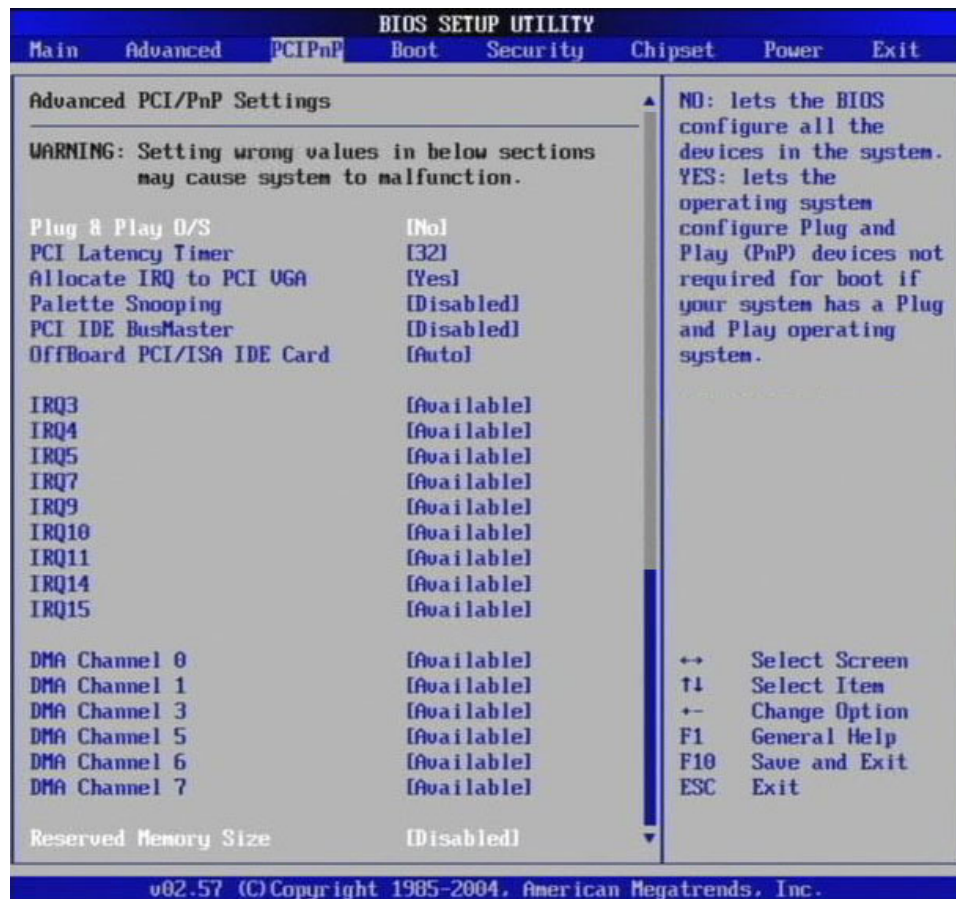 BIOS SETUP UTILITY
Main Advanced PCIPnP Boot Security Chipset Power Exit
Advanced PCI/PnP Settings
WARNING: Setting wrong values in below sections
may cause system to malfunction.
Plug & Play O/S [No]
PCI Latency Timer [32]
Allocate IRQ to PCI VGA [Yes]
Palette Snooping [Disabled]
PCI IDE BusMaster [Disabled]
OffBoard PCI/ISA IDE Card [Auto]
IRQ3 [Available]
IRQ4 [Available]
IRQ5 [Available]
IRQ7 [Available]
IRQ9 [Available]
IRQ10 [Available]
IRQ11 [Available]
IRQ14 [Available]
IRQ15 [Available]
DMA Channel 0 [Available]
DMA Channel 1 [Available]
DMA Channel 3 [Available]
DMA Channel 5 [Available]
DMA Channel 6 [Available]
DMA Channel 7 [Available]
Reserved Memory Size [Disabled]
NO: lets the BIOS
configure all the
devices in the system.
YES: lets the
operating system
configure Plug and
Play (PnP) devices not
required for boot if
your system has a Plug
and Play operating
system.
↔ Select Screen
↑↓ Select Item
+- Change Option
F1 General Help
F10 Save and Exit
ESC Exit
v02.57 (C)Copyright 1985-2004, American Megatrends, Inc.